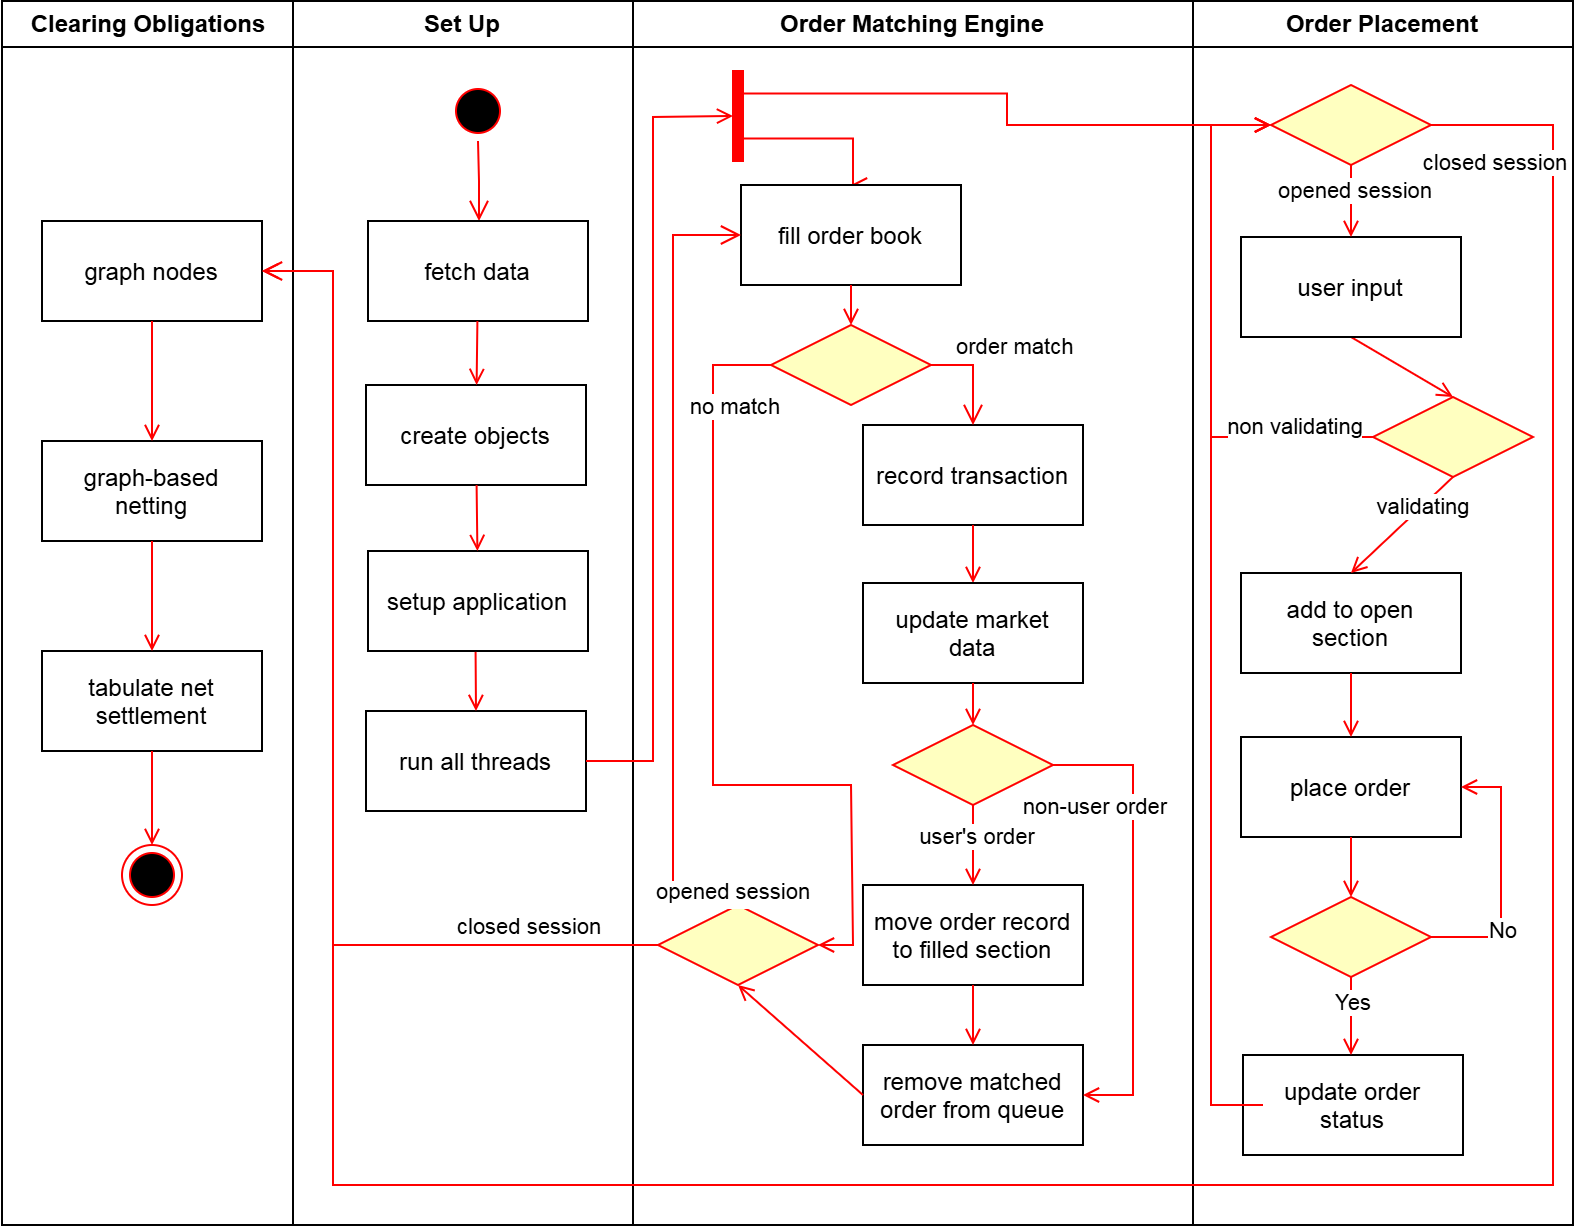 Clearing Obligations
Set Up
Order Matching Engine
Order Placement
graph nodes
graph-based
netting
tabulate net
settlement
fetch data
create objects
setup application
run all threads
closed session
fill order book
order match
no match
record transaction
update market
data
non-user order
user's order
opened session
move order record
to filled section
remove matched
order from queue
closed session
opened session
user input
non validating
validating
add to open
section
place order
No
Yes
update order
status